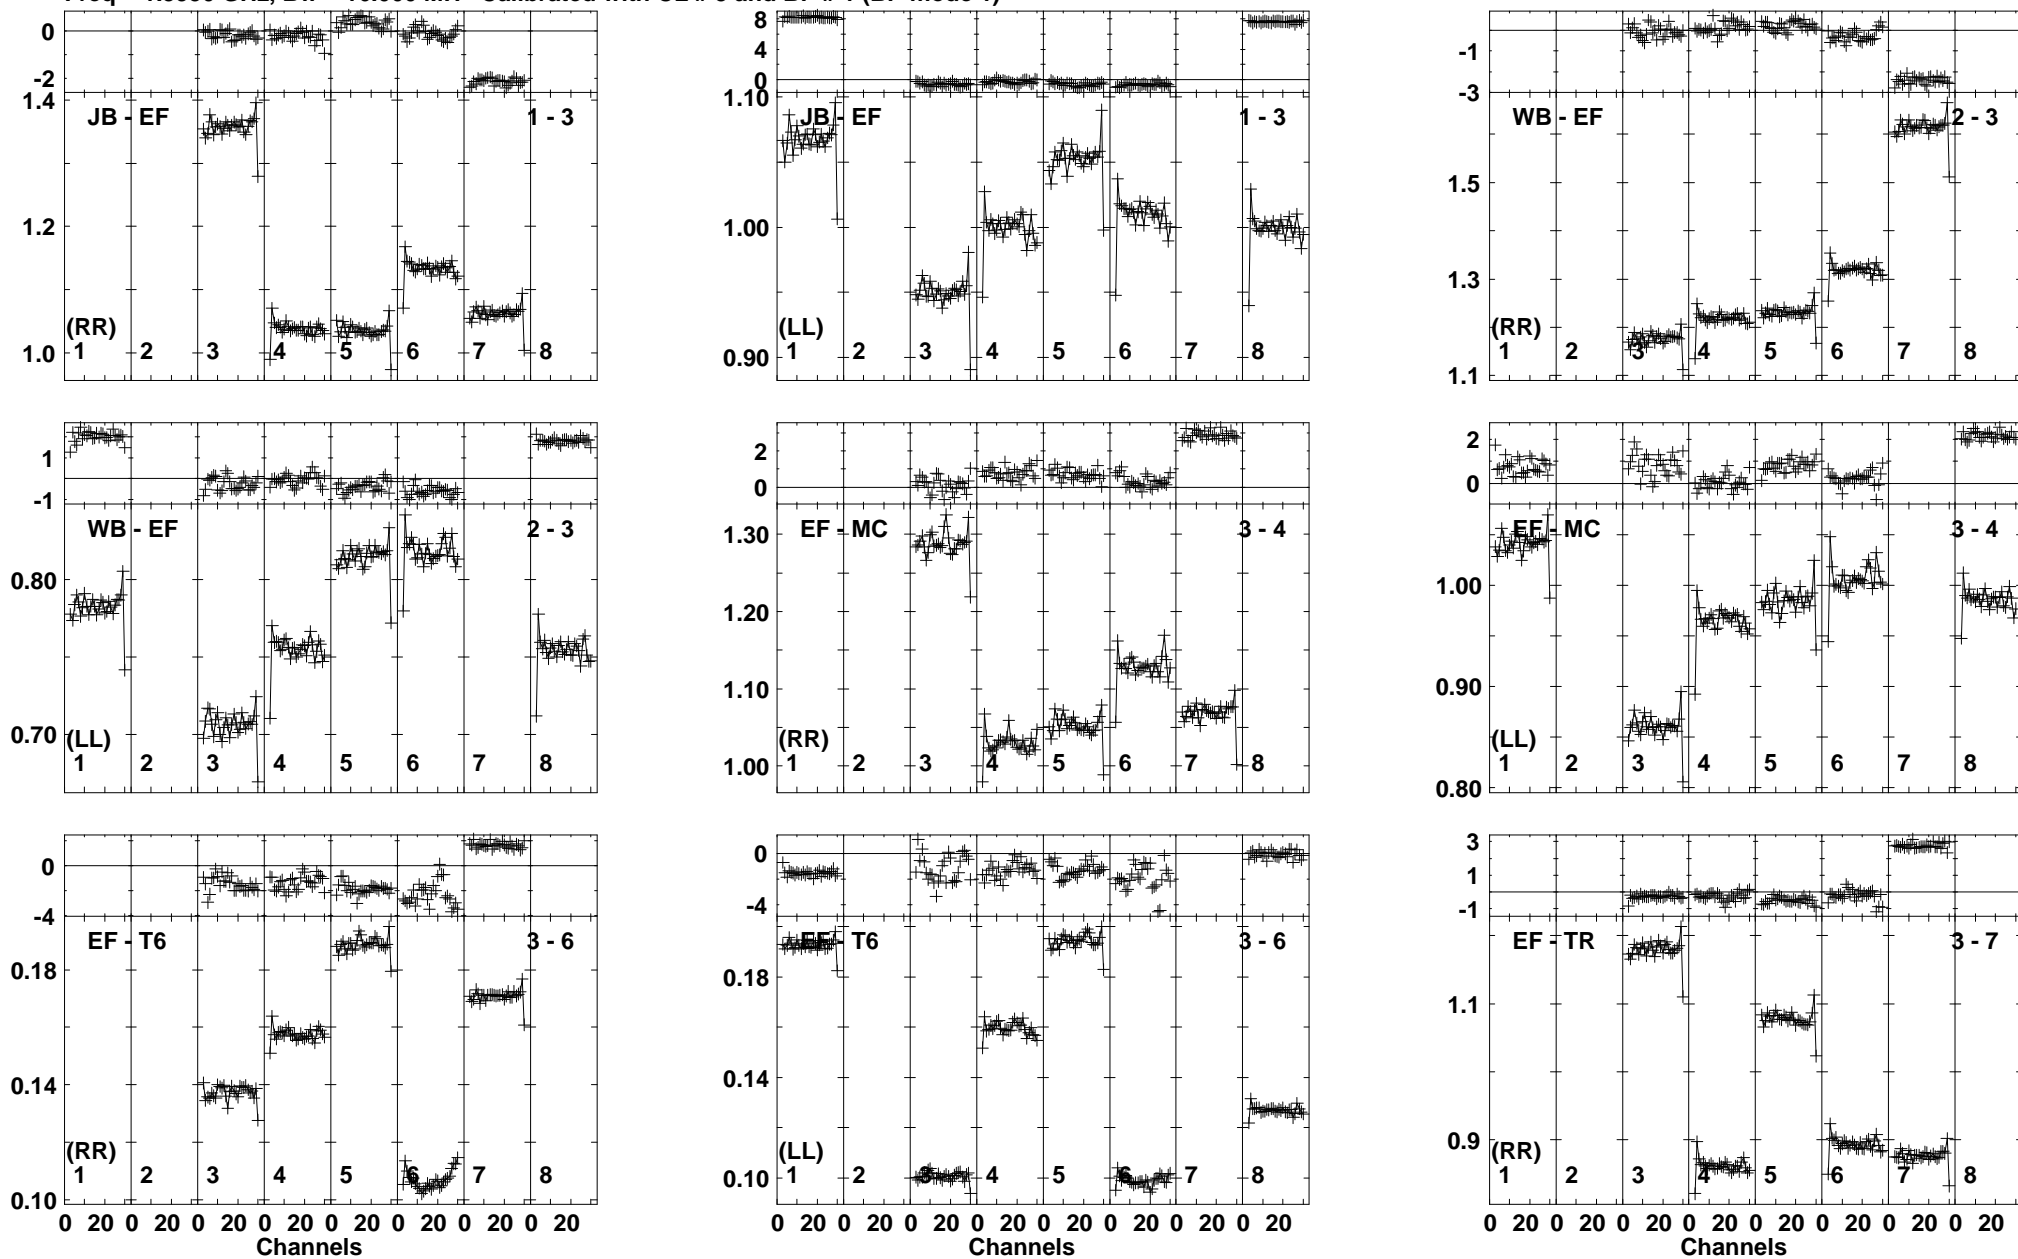 0 -2 1.4 1.2 1.0 JB - EF 1 - 3 (RR) 1 2 3 4 5 6 7 8
8 4 0 1.10 1.00 0.90 JB - EF 1 - 3 (LL) 1 2 3 4 5 6 7 8
-1 -3 1.5 1.3 1.1 WB - EF 2 - 3 (RR) 1 2 3 4 5 6 7 8
1 -1 0.80 0.70 WB - EF 2 - 3 (LL) 1 2 3 4 5 6 7 8
2 0 1.30 1.20 1.10 1.00 EF - MC 3 - 4 (RR) 1 2 3 4 5 6 7 8
2 0 1.00 0.90 0.80 EF - MC 3 - 4 (LL) 1 2 3 4 5 6 7 8
0 -4 0.18 0.14 0.10 EF - T6 3 - 6 (RR) 1 2 3 4 5 6 7 8
0 20 0 20 0 20 0 20 0 20 0 20 0 20 0 20
Channels
0 -4 0.18 0.14 0.10 EF - T6 3 - 6 (LL) 1 2 3 4 5 6 7 8
0 20 0 20 0 20 0 20 0 20 0 20 0 20 0 20
Channels
3 1 -1 1.1 0.9 EF - TR 3 - 7 (RR) 1 2 3 4 5 6 7 8
0 20 0 20 0 20 0 20 0 20 0 20 0 20 0 20
Channels